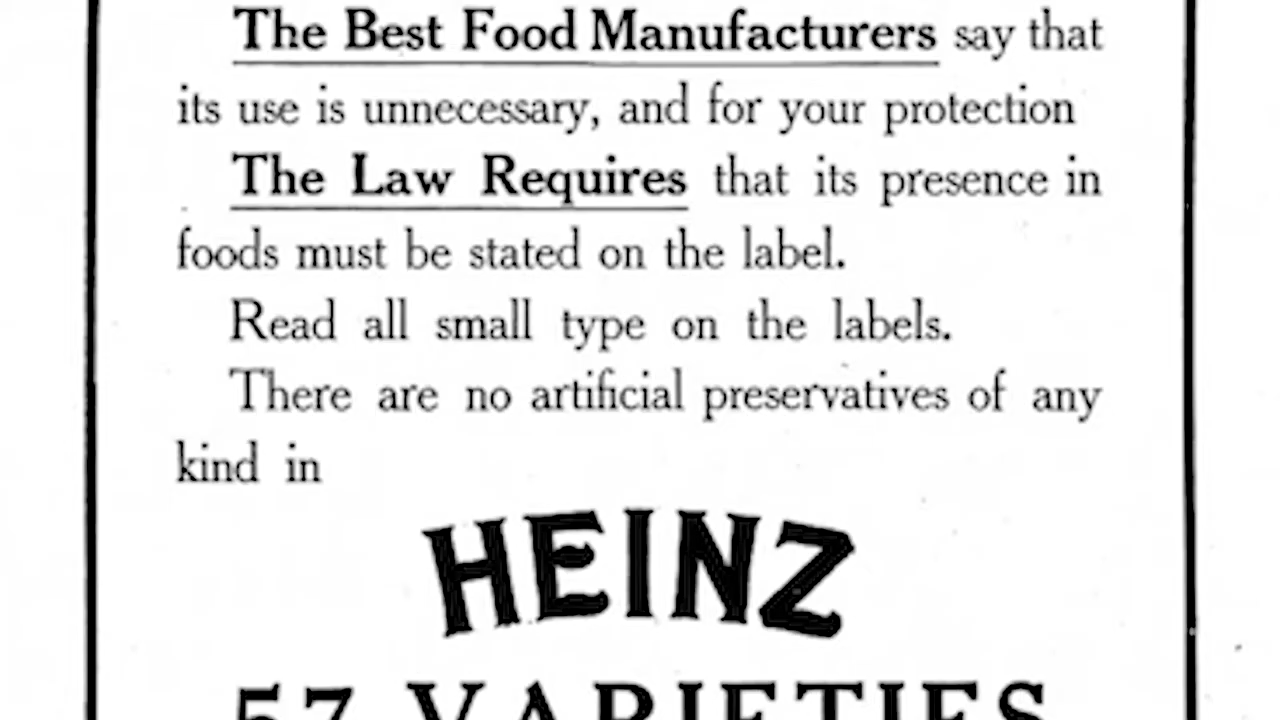 The Best Food Manufacturers say that
its use is unnecessary, and for your protection
The Law Requires that its presence in
foods must be stated on the label.
Read all small type on the labels.
There are no artificial preservatives of any
kind in
HEINZ
57 VARIETIES